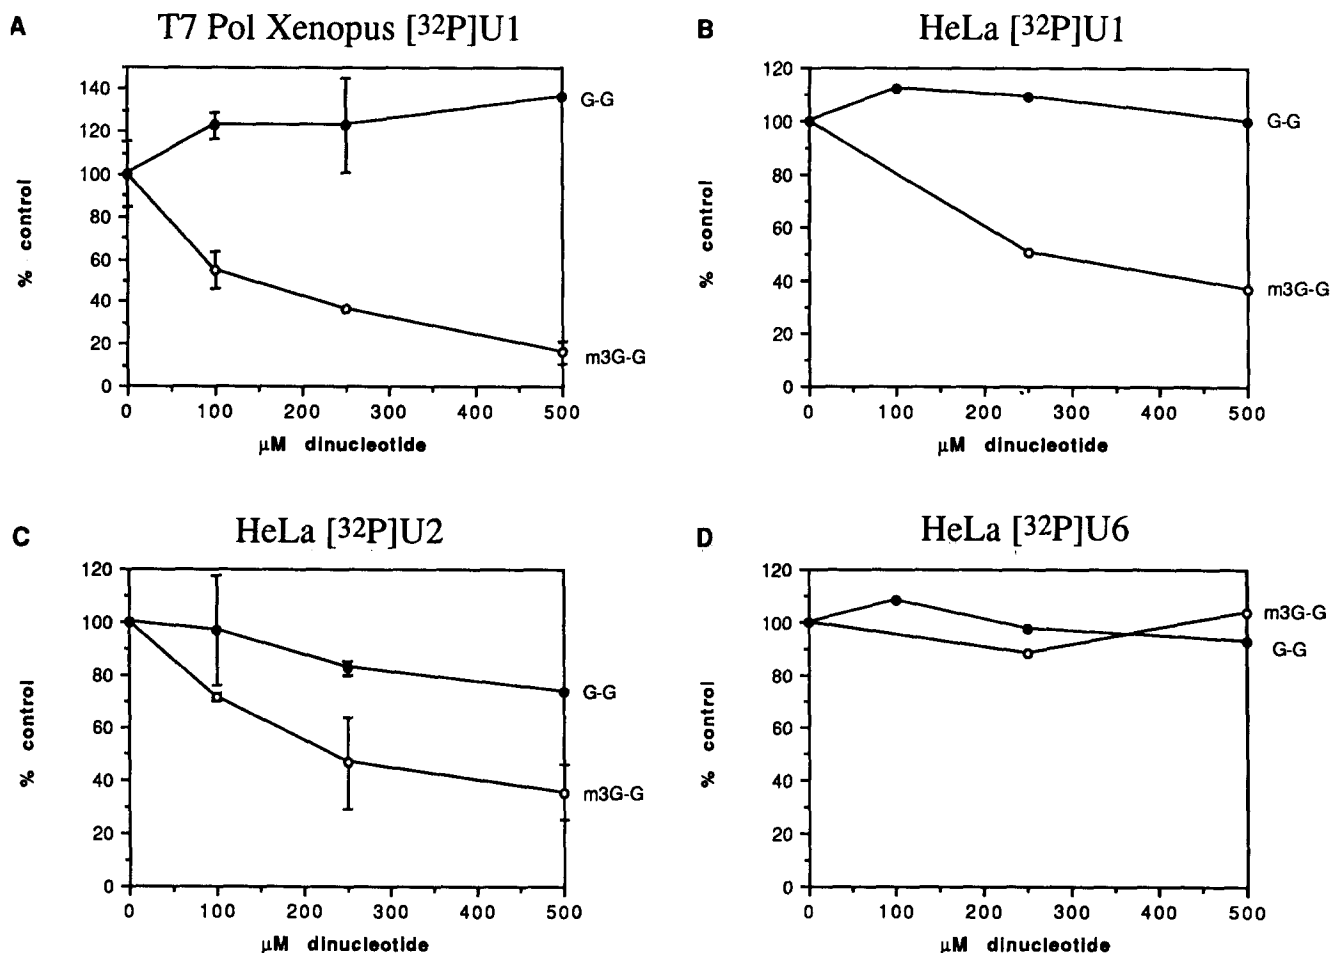 A
T7 Pol Xenopus [32P]U1
140
120
100
80
60
40
20
0
% control
G-G
m3G-G
0 100 200 300 400 500
µM dinucleotide
B
HeLa [32P]U1
120
100
80
60
40
20
0
% control
G-G
m3G-G
0 100 200 300 400 500
µM dinucleotide
C
HeLa [32P]U2
120
100
80
60
40
20
0
% control
G-G
m3G-G
0 100 200 300 400 500
µM dinucleotide
D
HeLa [32P]U6
120
100
80
60
40
20
0
% control
m3G-G
G-G
0 100 200 300 400 500
µM dinucleotide